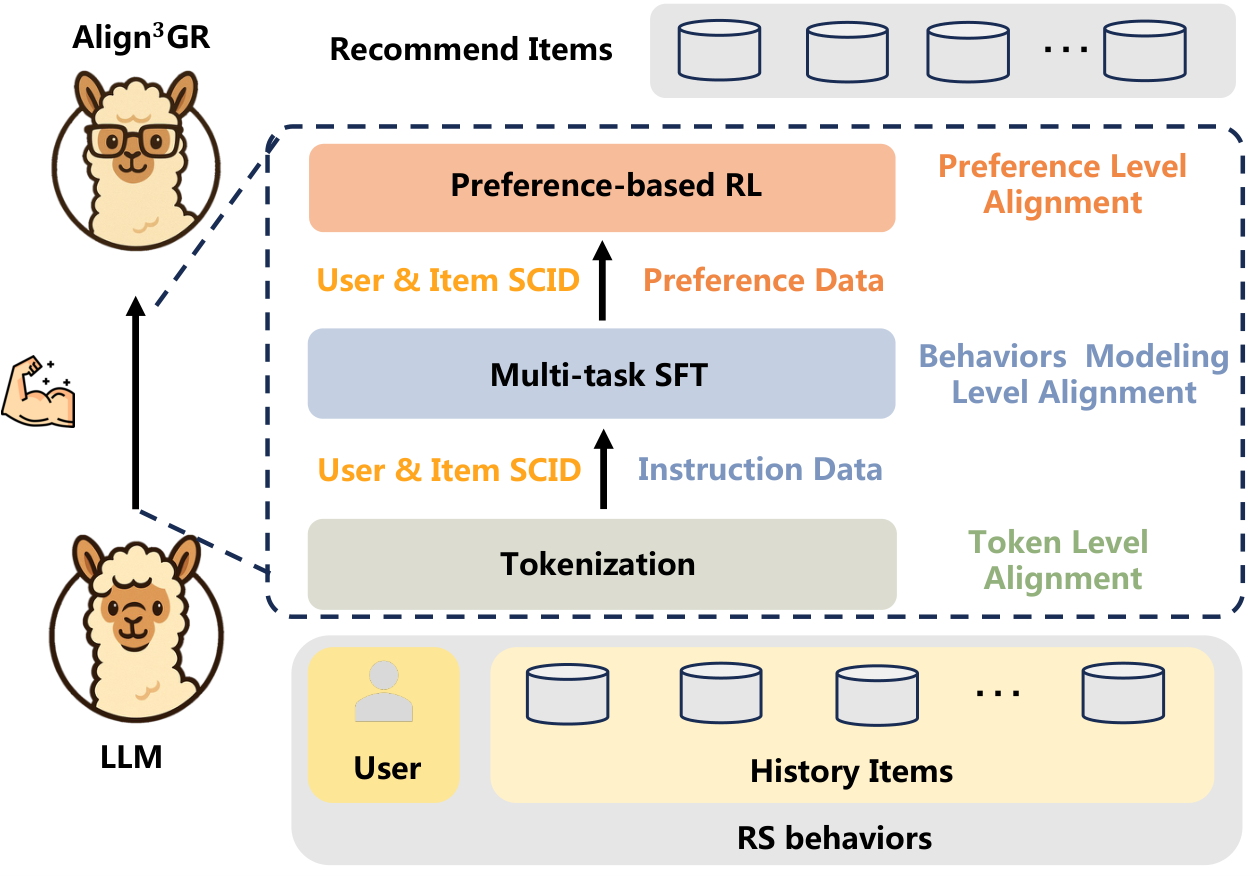 Align³GR
Recommend Items
. . .
Preference-based RL
Preference Level
Alignment
User & Item SCID
Preference Data
Multi-task SFT
Behaviors Modeling
Level Alignment
User & Item SCID
Instruction Data
Tokenization
Token Level
Alignment
LLM
User
. . .
History Items
RS behaviors